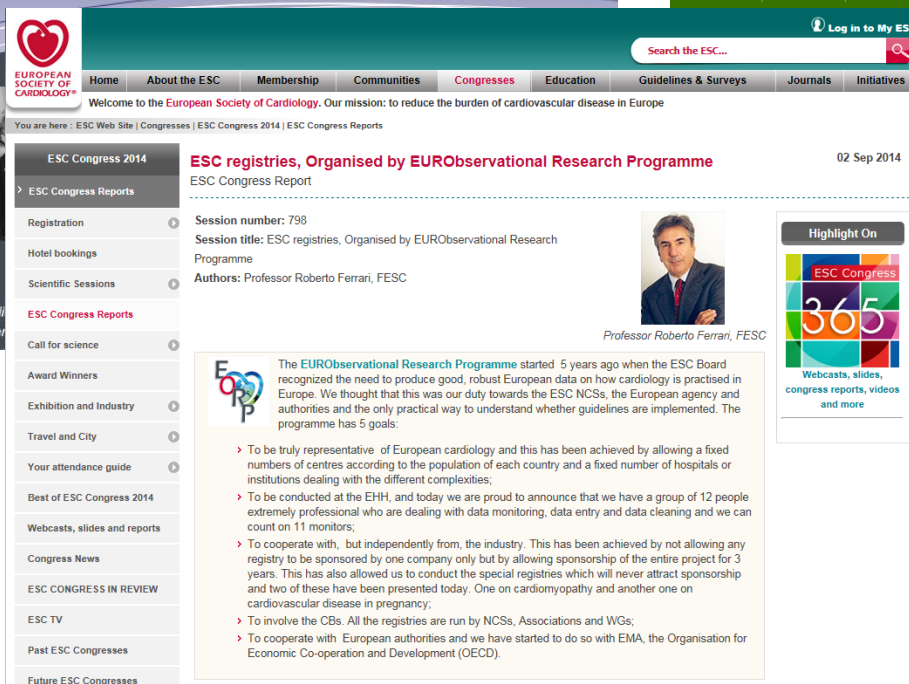 Log in to My ES
Search the ESC...
EUROPEAN
SOCIETY OF
CARDIOLOGY®
Home About the ESC Membership Communities Congresses Education Guidelines & Surveys Journals Initiatives
Welcome to the European Society of Cardiology. Our mission: to reduce the burden of cardiovascular disease in Europe
You are here : ESC Web Site | Congresses | ESC Congress 2014 | ESC Congress Reports
ESC Congress 2014
ESC Congress Reports
Registration
Hotel bookings
Scientific Sessions
ESC Congress Reports
Call for science
Award Winners
Exhibition and Industry
Travel and City
Your attendance guide
Best of ESC Congress 2014
Webcasts, slides and reports
Congress News
ESC CONGRESS IN REVIEW
ESC TV
Past ESC Congresses
Future ESC Congresses
ESC registries, Organised by EURObservational Research Programme
02 Sep 2014
ESC Congress Report
Session number: 798
Session title: ESC registries, Organised by EURObservational Research
Programme
Authors: Professor Roberto Ferrari, FESC
Professor Roberto Ferrari, FESC
EORP
The EURObservational Research Programme started 5 years ago when the ESC Board
recognized the need to produce good, robust European data on how cardiology is practised in
Europe. We thought that this was our duty towards the ESC NCSs, the European agency and
authorities and the only practical way to understand whether guidelines are implemented. The
programme has 5 goals:
To be truly representative of European cardiology and this has been achieved by allowing a fixed
numbers of centres according to the population of each country and a fixed number of hospitals or
institutions dealing with the different complexities;
To be conducted at the EHH, and today we are proud to announce that we have a group of 12 people
extremely professional who are dealing with data monitoring, data entry and data cleaning and we can
count on 11 monitors;
To cooperate with, but independently from, the industry. This has been achieved by not allowing any
registry to be sponsored by one company only but by allowing sponsorship of the entire project for 3
years. This has also allowed us to conduct the special registries which will never attract sponsorship
and two of these have been presented today. One on cardiomyopathy and another one on
cardiovascular disease in pregnancy;
To involve the CBs. All the registries are run by NCSs, Associations and WGs;
To cooperate with European authorities and we have started to do so with EMA, the Organisation for
Economic Co-operation and Development (OECD).
Highlight On
ESC Congress
365
Webcasts, slides,
congress reports, videos
and more